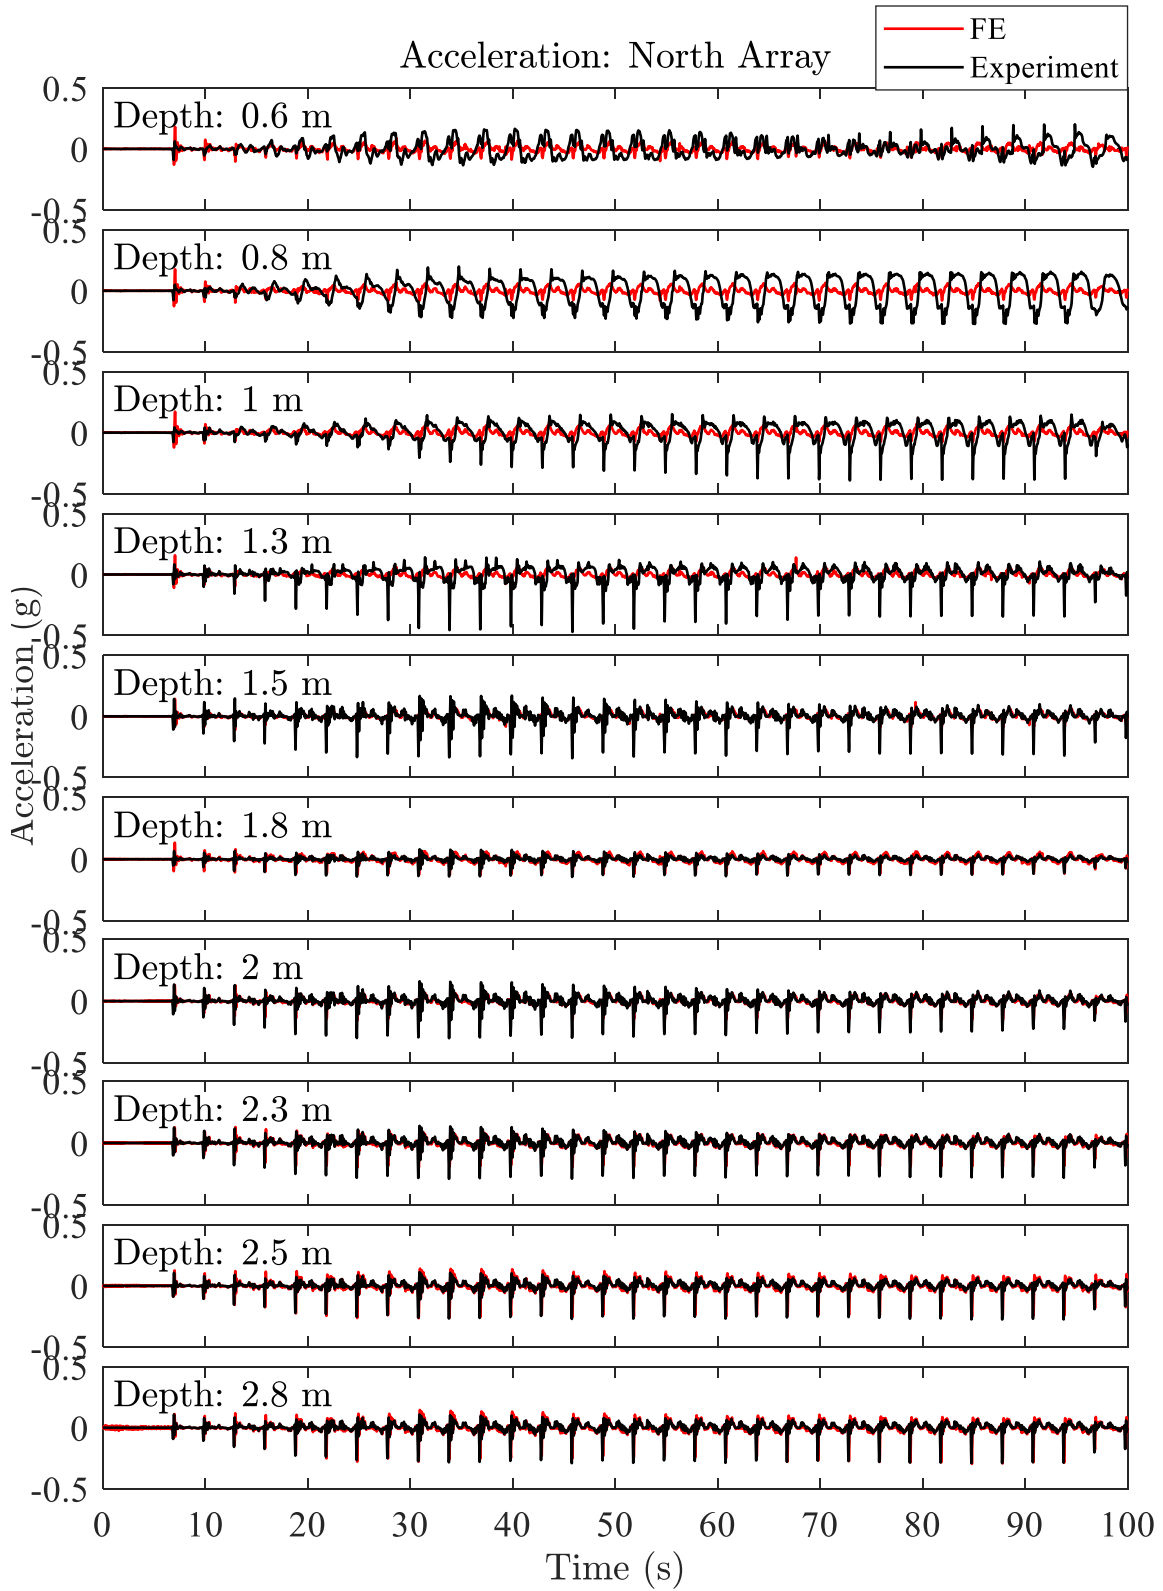 Acceleration: North Array
FE
Experiment
0.5
Depth: 0.6 m
0
-0.5
0.5
Depth: 0.8 m
0
-0.5
0.5
Depth: 1 m
0
-0.5
0.5
Depth: 1.3 m
0
-0.5
0.5
Depth: 1.5 m
0
-0.5
0.5
Depth: 1.8 m
0
-0.5
0.5
Depth: 2 m
0
-0.5
0.5
Depth: 2.3 m
0
-0.5
0.5
Depth: 2.5 m
0
-0.5
0.5
Depth: 2.8 m
0
-0.5
Acceleration (g)
0 10 20 30 40 50 60 70 80 90 100
Time (s)